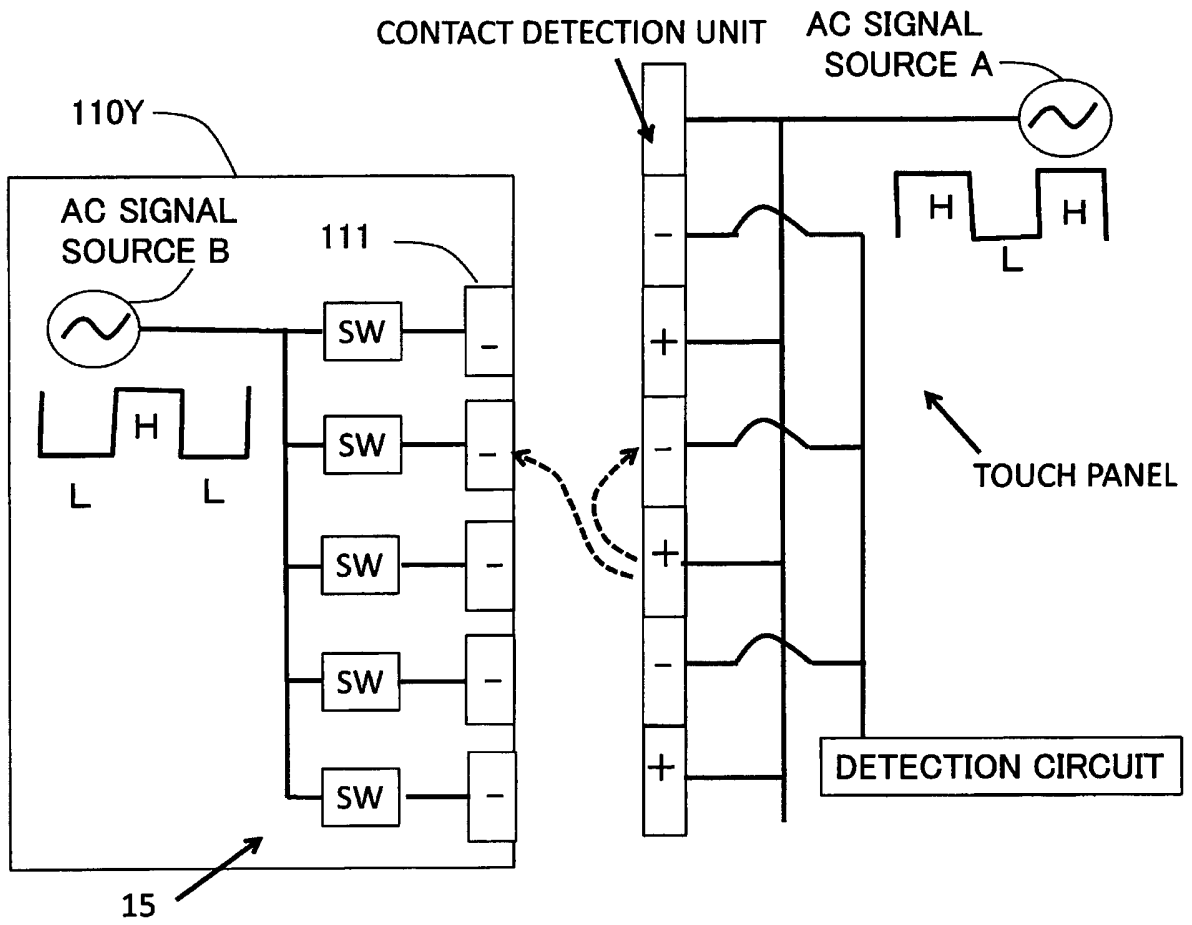 CONTACT DETECTION UNIT
AC SIGNAL
SOURCE A
110Y
AC SIGNAL
SOURCE B
111
H
L
H
L
H
L
SW
SW
SW
SW
SW
−
−
−
−
−
−
+
−
+
−
+
TOUCH PANEL
DETECTION CIRCUIT
15